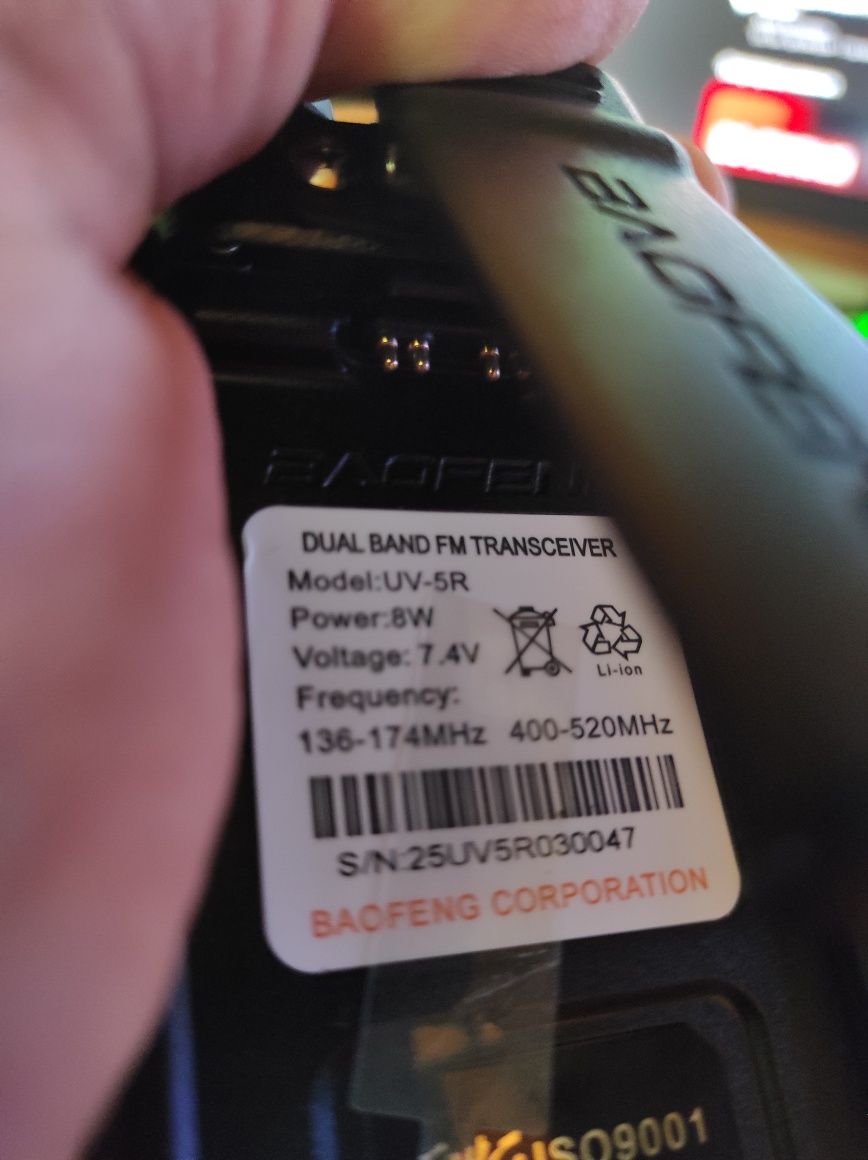 BAOFENG
DUAL BAND FM TRANSCEIVER
Model:UV-5R
Power:8W
Voltage: 7.4V
Li-ion
Frequency:
136-174MHz 400-520MHz
S/N:25UV5R030047
BAOFENG CORPORATION
ISO9001